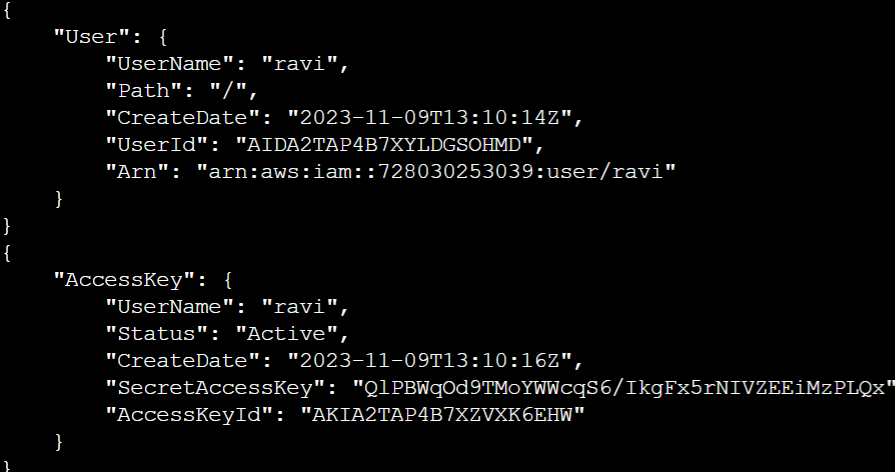 {
"User": {
"UserName": "ravi",
"Path": "/",
"CreateDate": "2023-11-09T13:10:14Z",
"UserId": "AIDA2TAP4B7XYLDGSOHMD",
"Arn": "arn:aws:iam::728030253039:user/ravi"
}
}
{
"AccessKey": {
"UserName": "ravi",
"Status": "Active",
"CreateDate": "2023-11-09T13:10:16Z",
"SecretAccessKey": "QlPBWqOd9TMoYWWcqS6/IkgFx5rNIVZEEiMzPLQx"
"AccessKeyId": "AKIA2TAP4B7XZVXK6EHW"
}
}